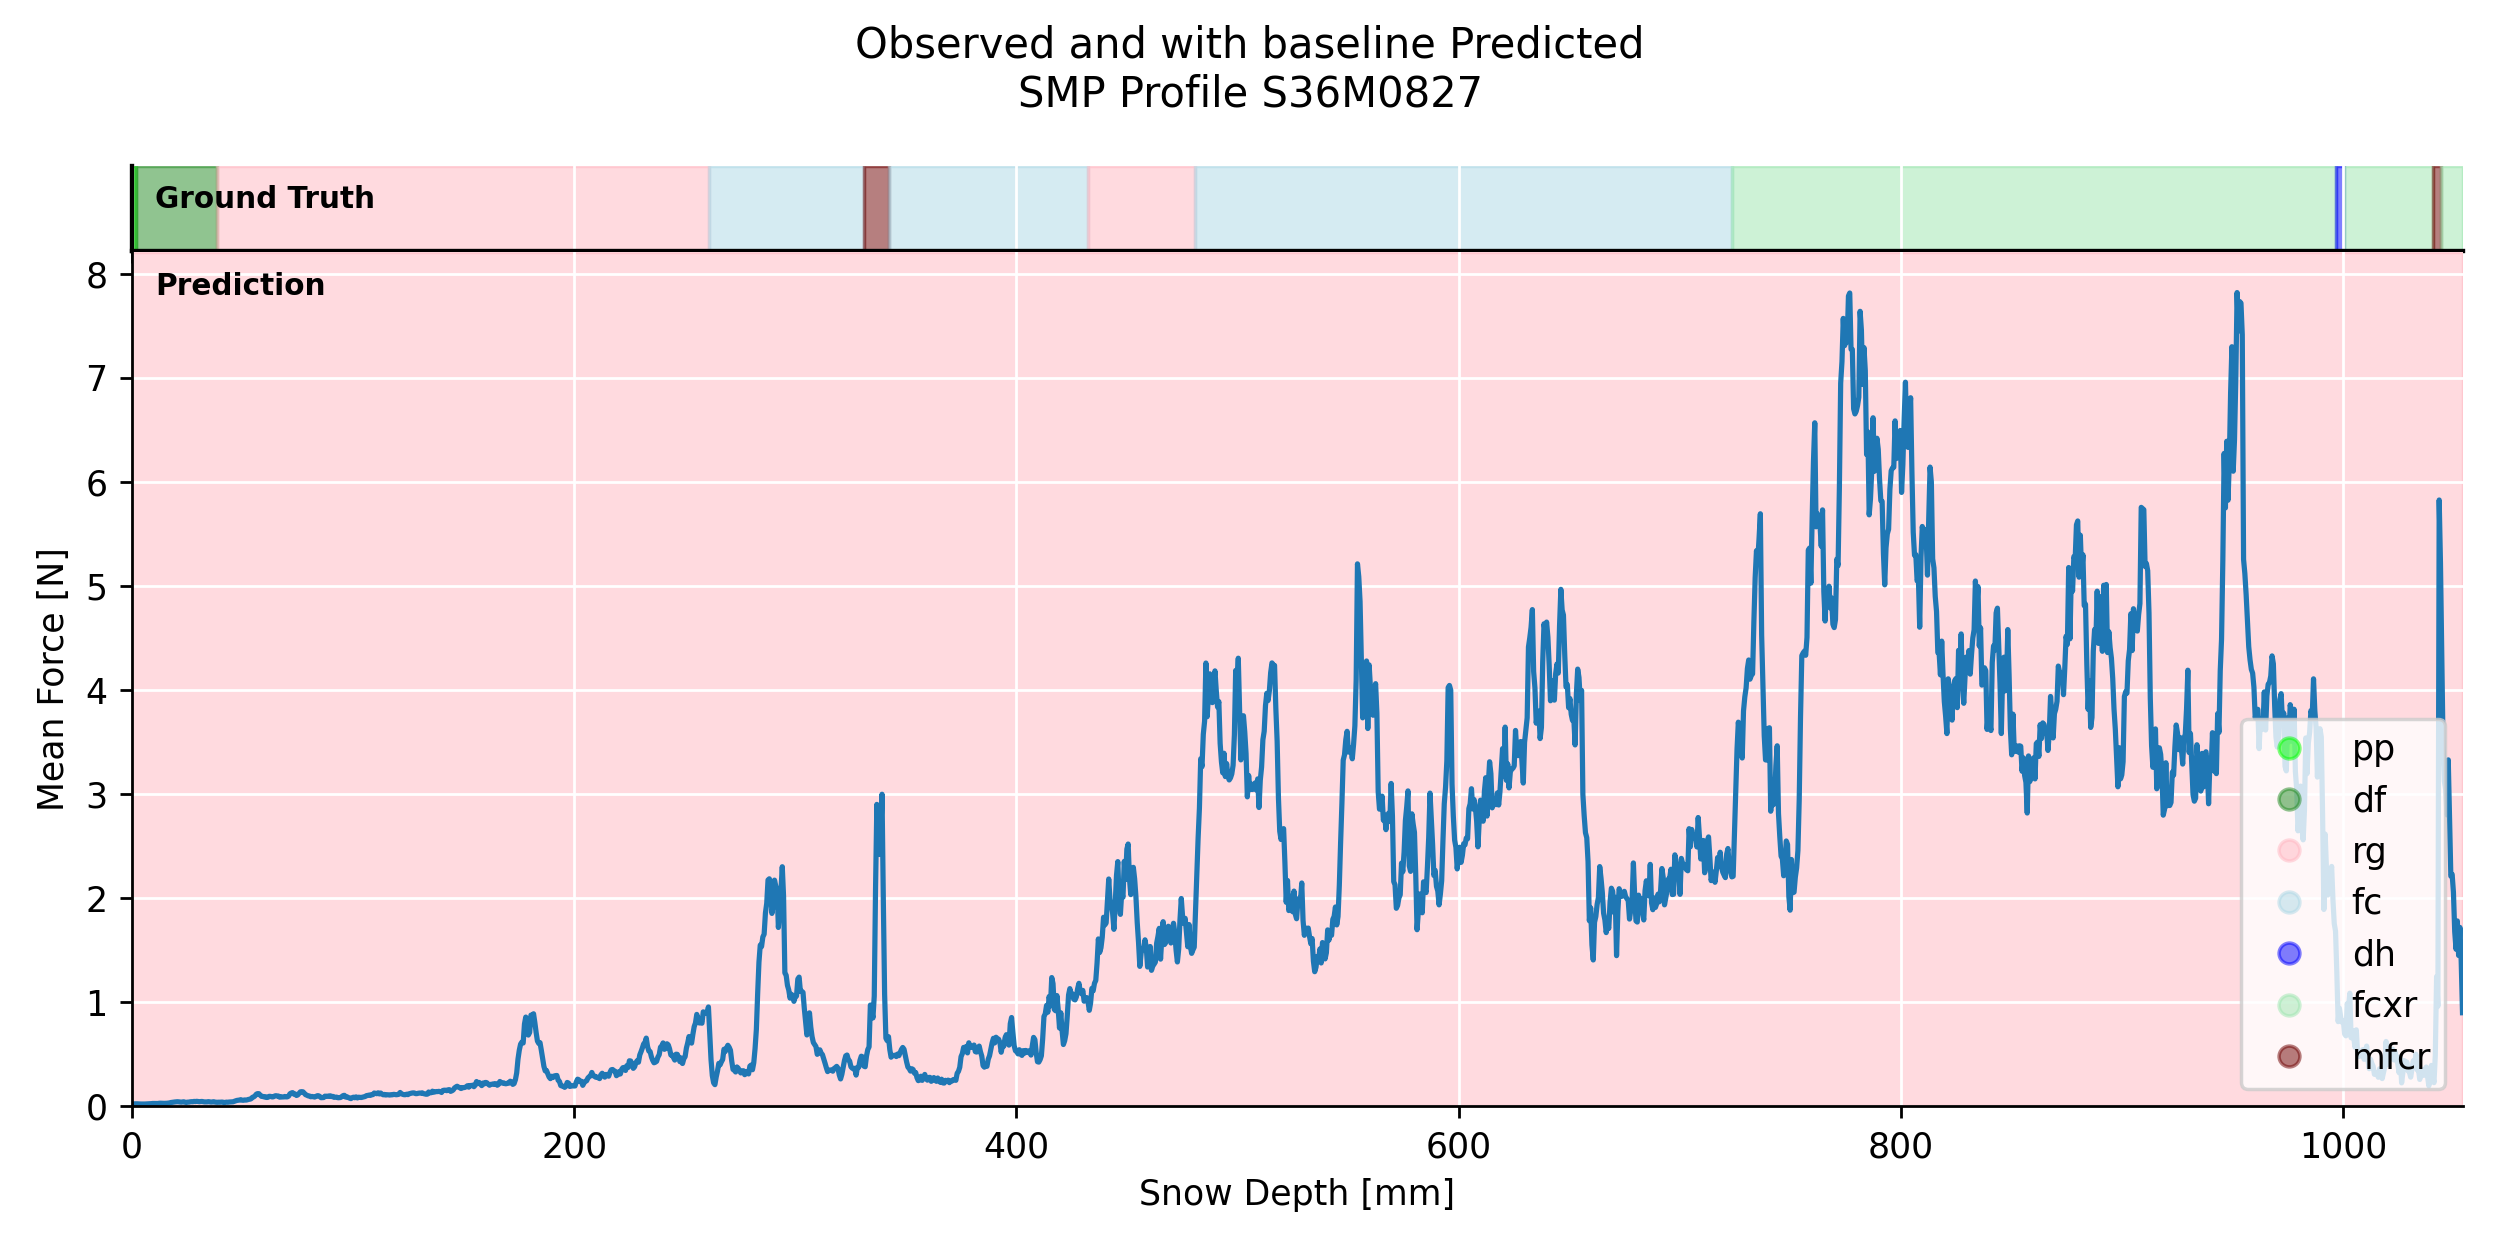 Observed and with baseline Predicted
SMP Profile S36M0827
Ground Truth
Prediction
8
7
6
5
4
3
2
1
0
Mean Force [N]
pp
df
rg
fc
dh
fcxr
mfcr
0 200 400 600 800 1000
Snow Depth [mm]